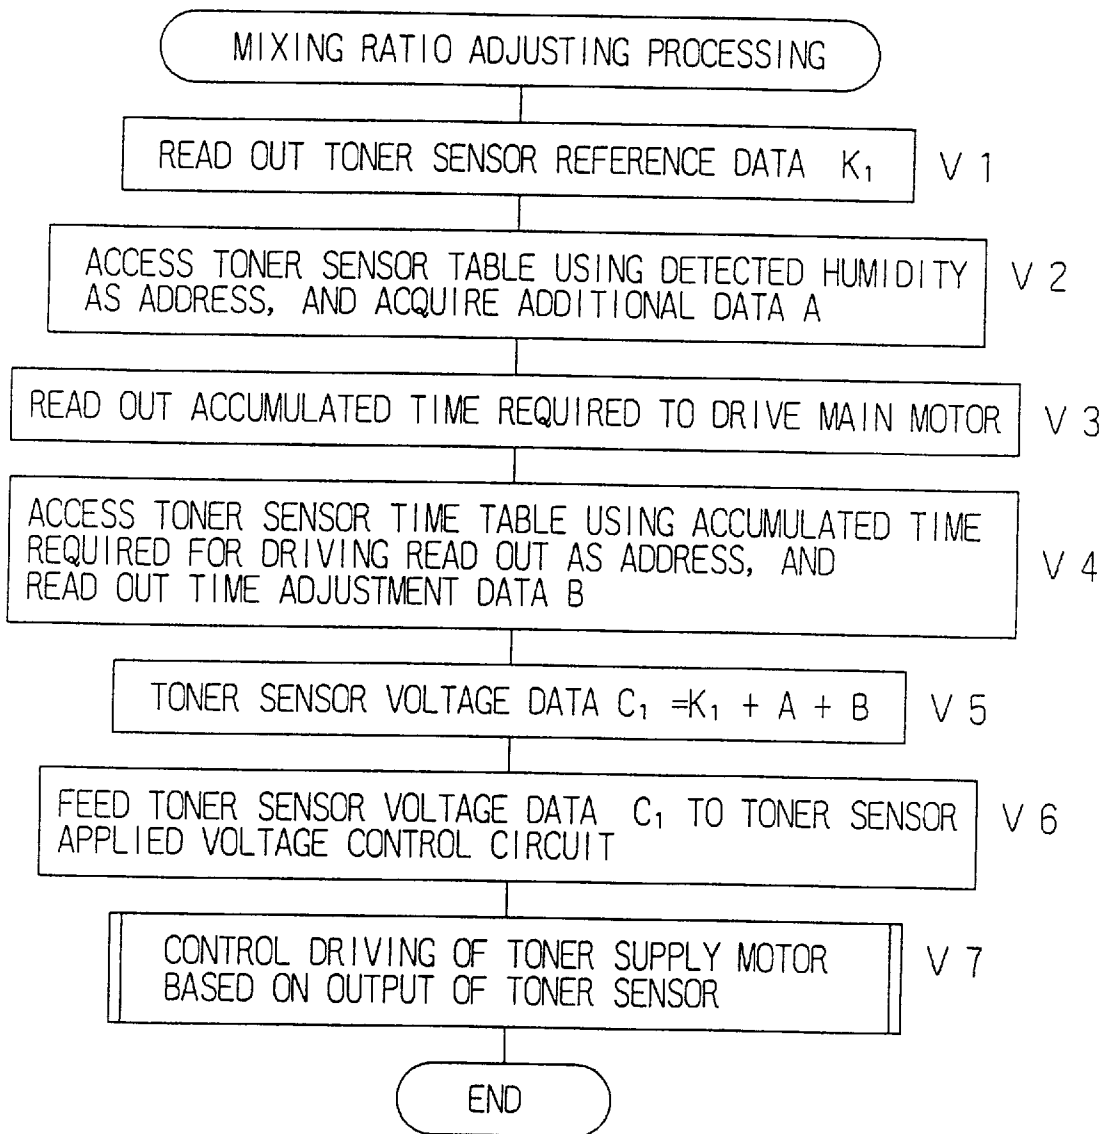 MIXING RATIO ADJUSTING PROCESSING
READ OUT TONER SENSOR REFERENCE DATA K₁
V 1
ACCESS TONER SENSOR TABLE USING DETECTED HUMIDITY
AS ADDRESS, AND ACQUIRE ADDITIONAL DATA A
V 2
READ OUT ACCUMULATED TIME REQUIRED TO DRIVE MAIN MOTOR
V 3
ACCESS TONER SENSOR TIME TABLE USING ACCUMULATED TIME
REQUIRED FOR DRIVING READ OUT AS ADDRESS, AND
READ OUT TIME ADJUSTMENT DATA B
V 4
TONER SENSOR VOLTAGE DATA C₁ =K₁ + A + B
V 5
FEED TONER SENSOR VOLTAGE DATA C₁ TO TONER SENSOR
APPLIED VOLTAGE CONTROL CIRCUIT
V 6
CONTROL DRIVING OF TONER SUPPLY MOTOR
BASED ON OUTPUT OF TONER SENSOR
V 7
END